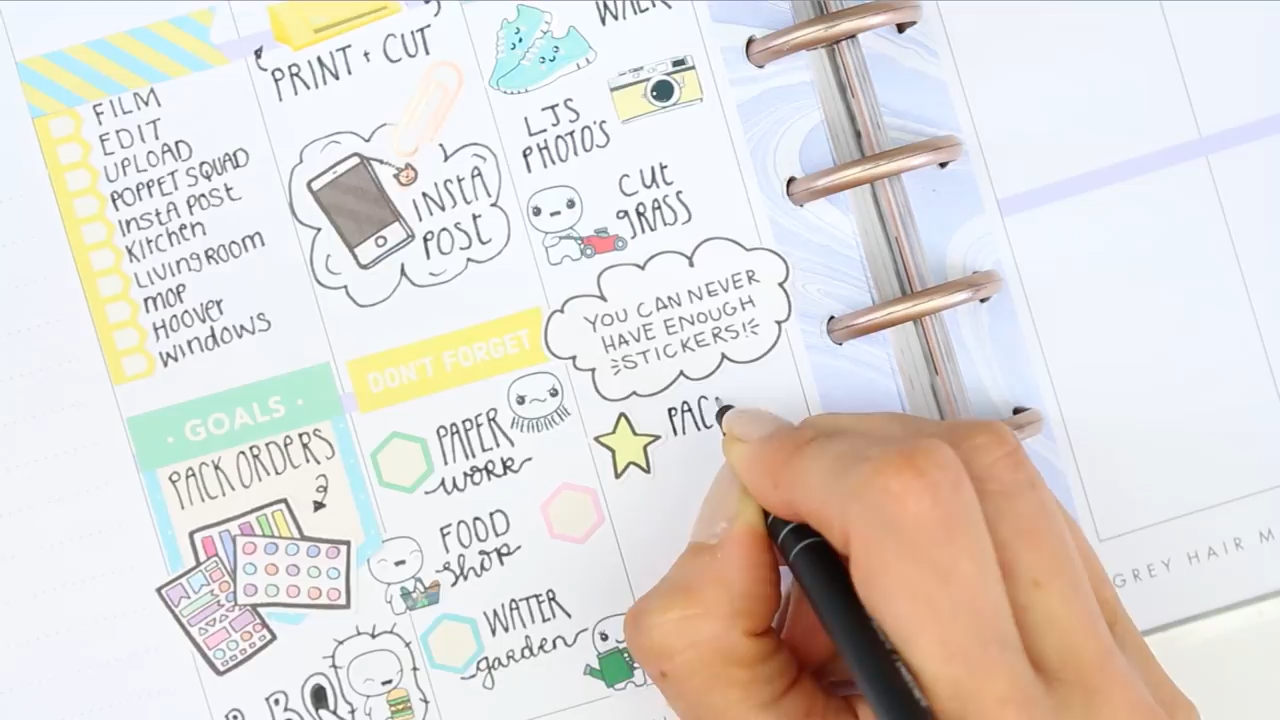 FILM
EDIT
UPLOAD
POPPET SQUAD
INSTA POST
KITCHEN
LIVINGROOM
MOP
HOOVER
WINDOWS
· GOALS ·
PACK ORDERS
PRINT + CUT
INSTA
POST
DON'T FORGET
PAPER
work
HEADACHE
FOOD
shop
WATER
garden
WALK
LJS
PHOTO'S
CUT
GRASS
YOU CAN NEVER
HAVE ENOUGH
STICKERS!
PAC
GREY HAIR M